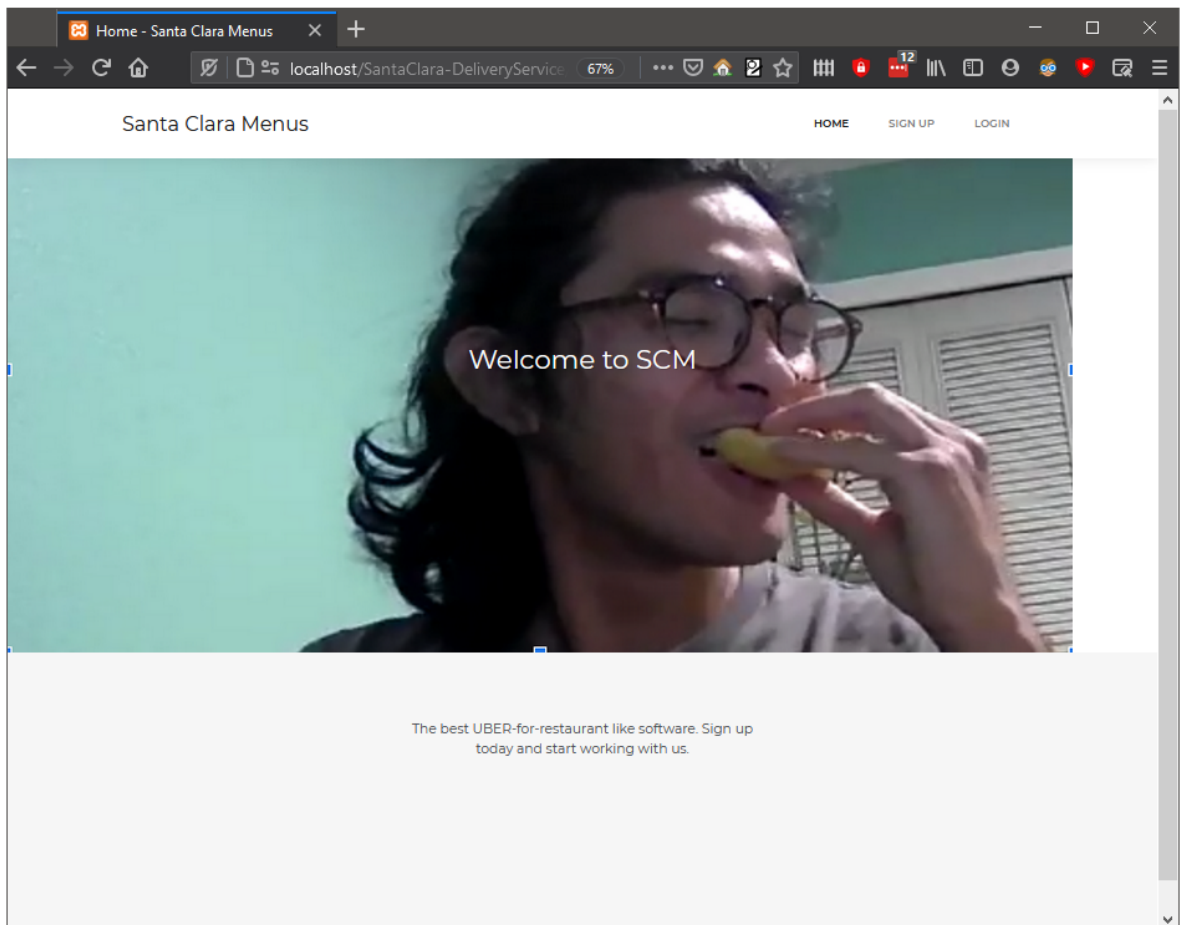 Home - Santa Clara Menus
localhost/SantaClara-DeliveryService 67% 12
Santa Clara Menus HOME SIGN UP LOGIN
Welcome to SCM
The best UBER-for-restaurant like software. Sign up
today and start working with us.